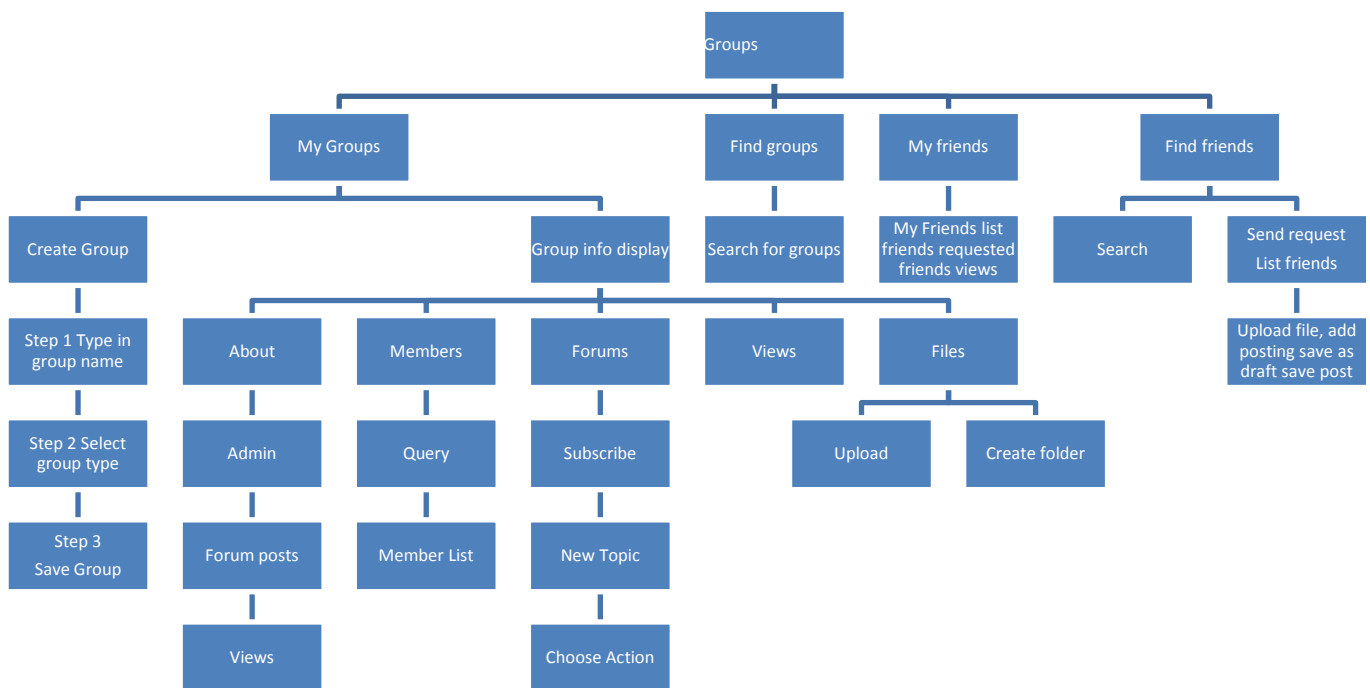 Groups
My Groups
Find groups
My friends
Find friends
Create Group
Group info display
Search for groups
My Friends list
friends requested
friends views
Search
Send request
List friends
Step 1 Type in
group name
About
Members
Forums
Views
Files
Upload file, add
posting save as
draft save post
Step 2 Select
group type
Admin
Query
Subscribe
Upload
Create folder
Step 3
Save Group
Forum posts
Member List
New Topic
Views
Choose Action